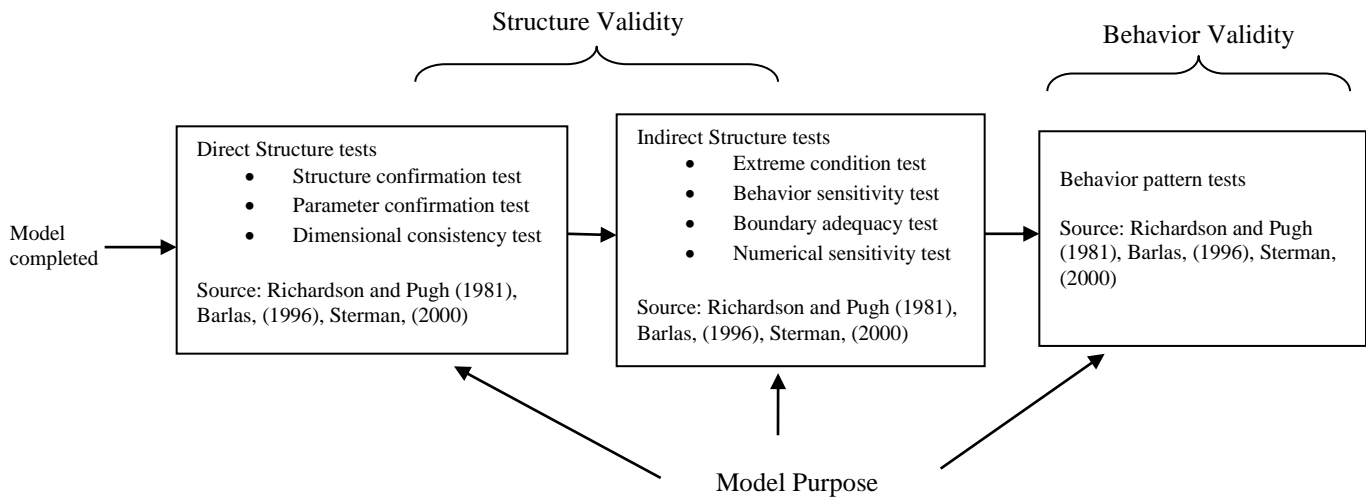 Structure Validity
Behavior Validity
Model
completed
Direct Structure tests
• Structure confirmation test
• Parameter confirmation test
• Dimensional consistency test
Source: Richardson and Pugh (1981),
Barlas, (1996), Sterman, (2000)
Indirect Structure tests
• Extreme condition test
• Behavior sensitivity test
• Boundary adequacy test
• Numerical sensitivity test
Source: Richardson and Pugh (1981),
Barlas, (1996), Sterman, (2000)
Behavior pattern tests
Source: Richardson and Pugh
(1981), Barlas, (1996), Sterman,
(2000)
Model Purpose